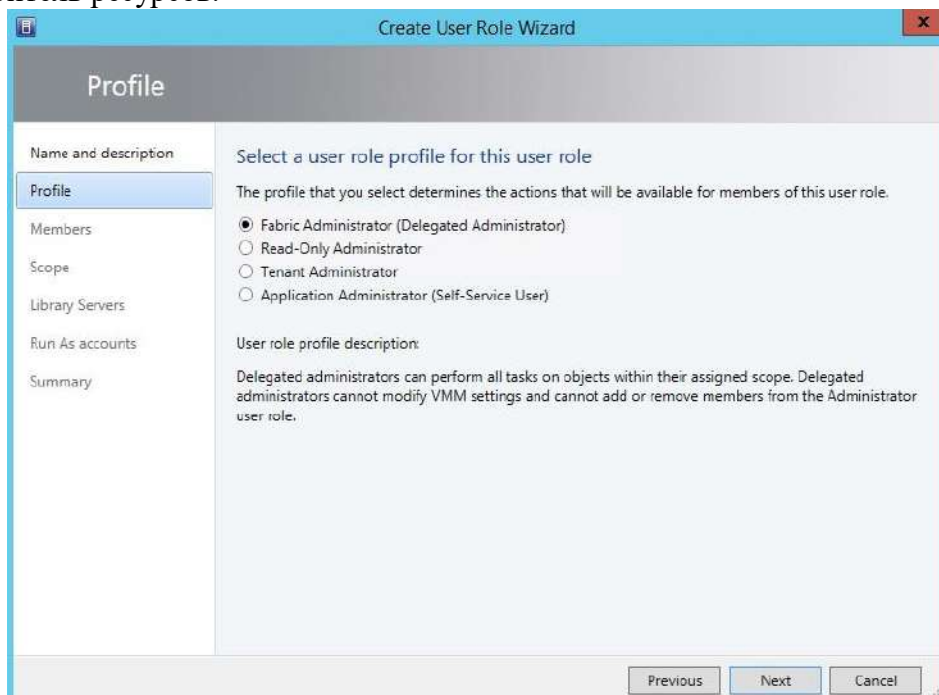 ресурсов.
Create User Role Wizard
x
Profile
Name and description
Profile
Members
Scope
Library Servers
Run As accounts
Summary
Select a user role profile for this user role
The profile that you select determines the actions that will be available for members of this user role.
Fabric Administrator (Delegated Administrator)
Read-Only Administrator
Tenant Administrator
Application Administrator (Self-Service User)
User role profile description:
Delegated administrators can perform all tasks on objects within their assigned scope. Delegated
administrators cannot modify VMM settings and cannot add or remove members from the Administrator
user role.
Previous
Next
Cancel